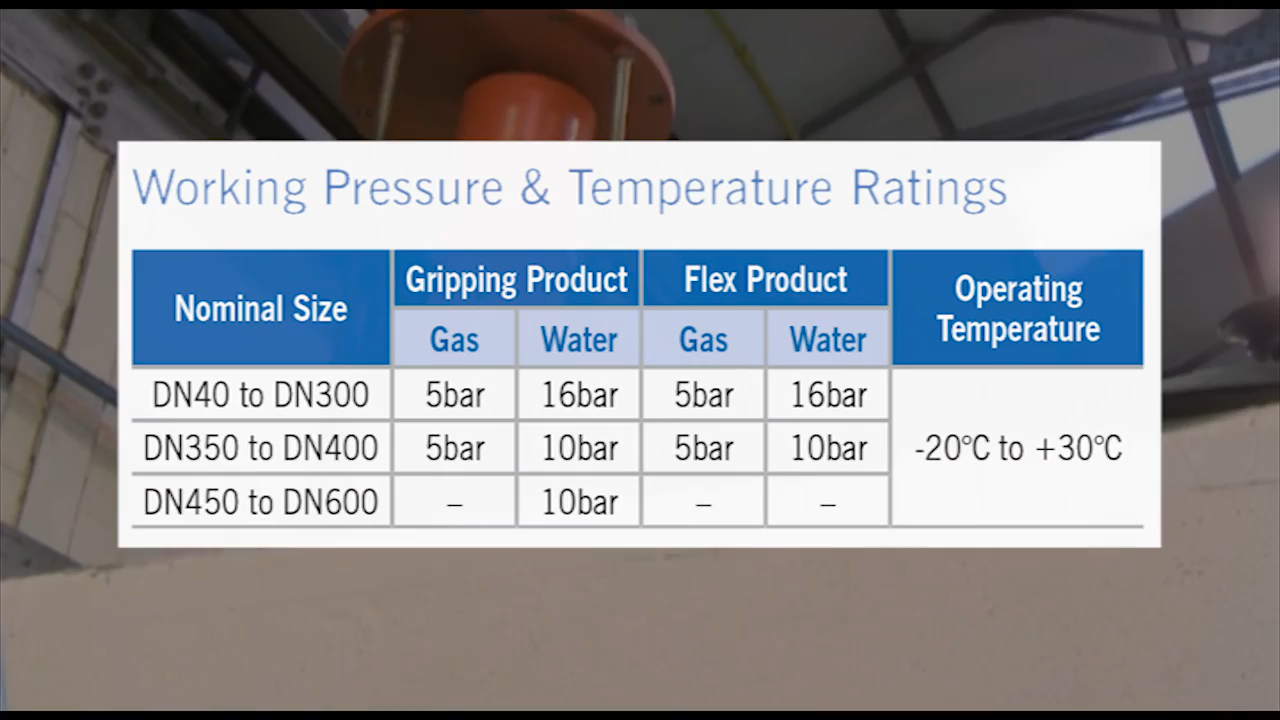 Working Pressure & Temperature Ratings
Nominal Size Gripping Product Flex Product Operating Temperature
Gas Water Gas Water
DN40 to DN300 5bar 16bar 5bar 16bar
DN350 to DN400 5bar 10bar 5bar 10bar -20°C to +30°C
DN450 to DN600 – 10bar – –